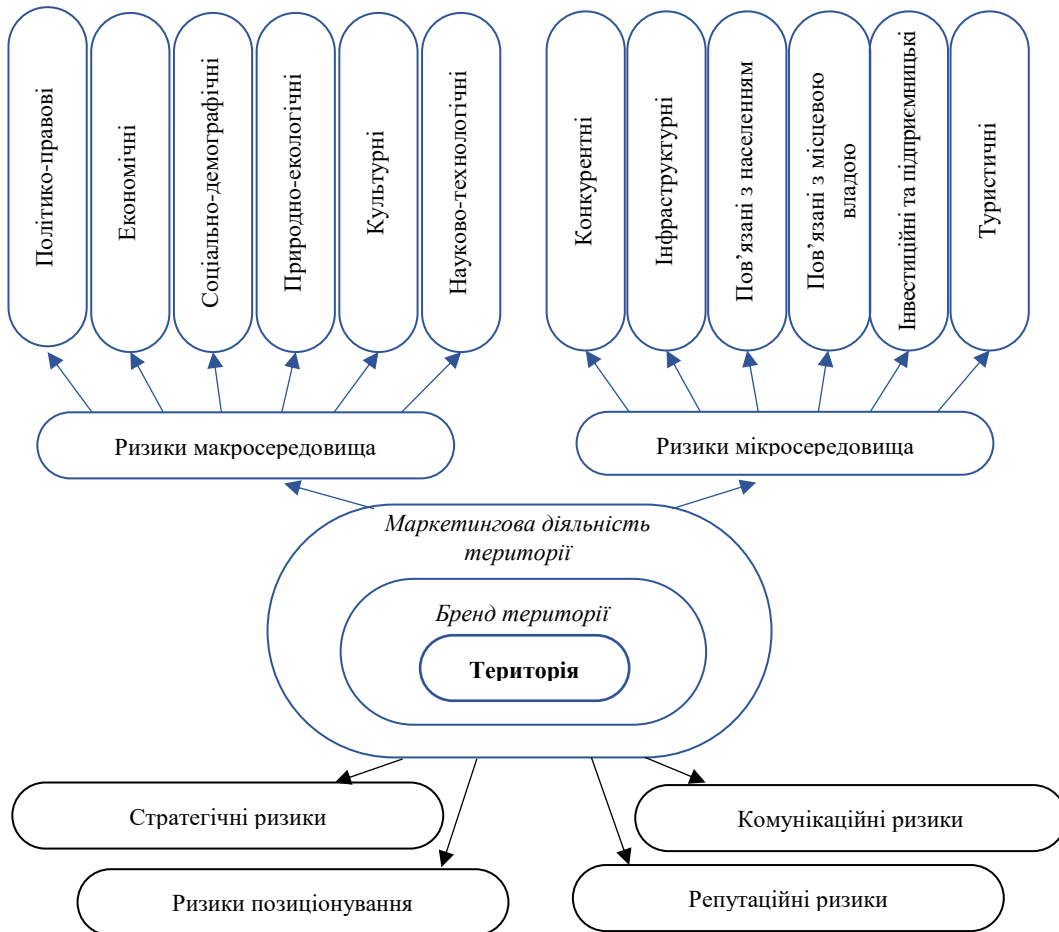 Політико-правові
Економічні
Соціально-демографічні
Природно-екологічні
Культурні
Науково-технологічні
Конкурентні
Інфраструктурні
Пов’язані з населенням
Пов’язані з місцевою
владою
Інвестиційні та підприємницькі
Туристичні
Ризики макросередовища
Ризики мікросередовища
Маркетингова діяльність
території
Бренд території
Територія
Стратегічні ризики
Комунікаційні ризики
Ризики позиціонування
Репутаційні ризики